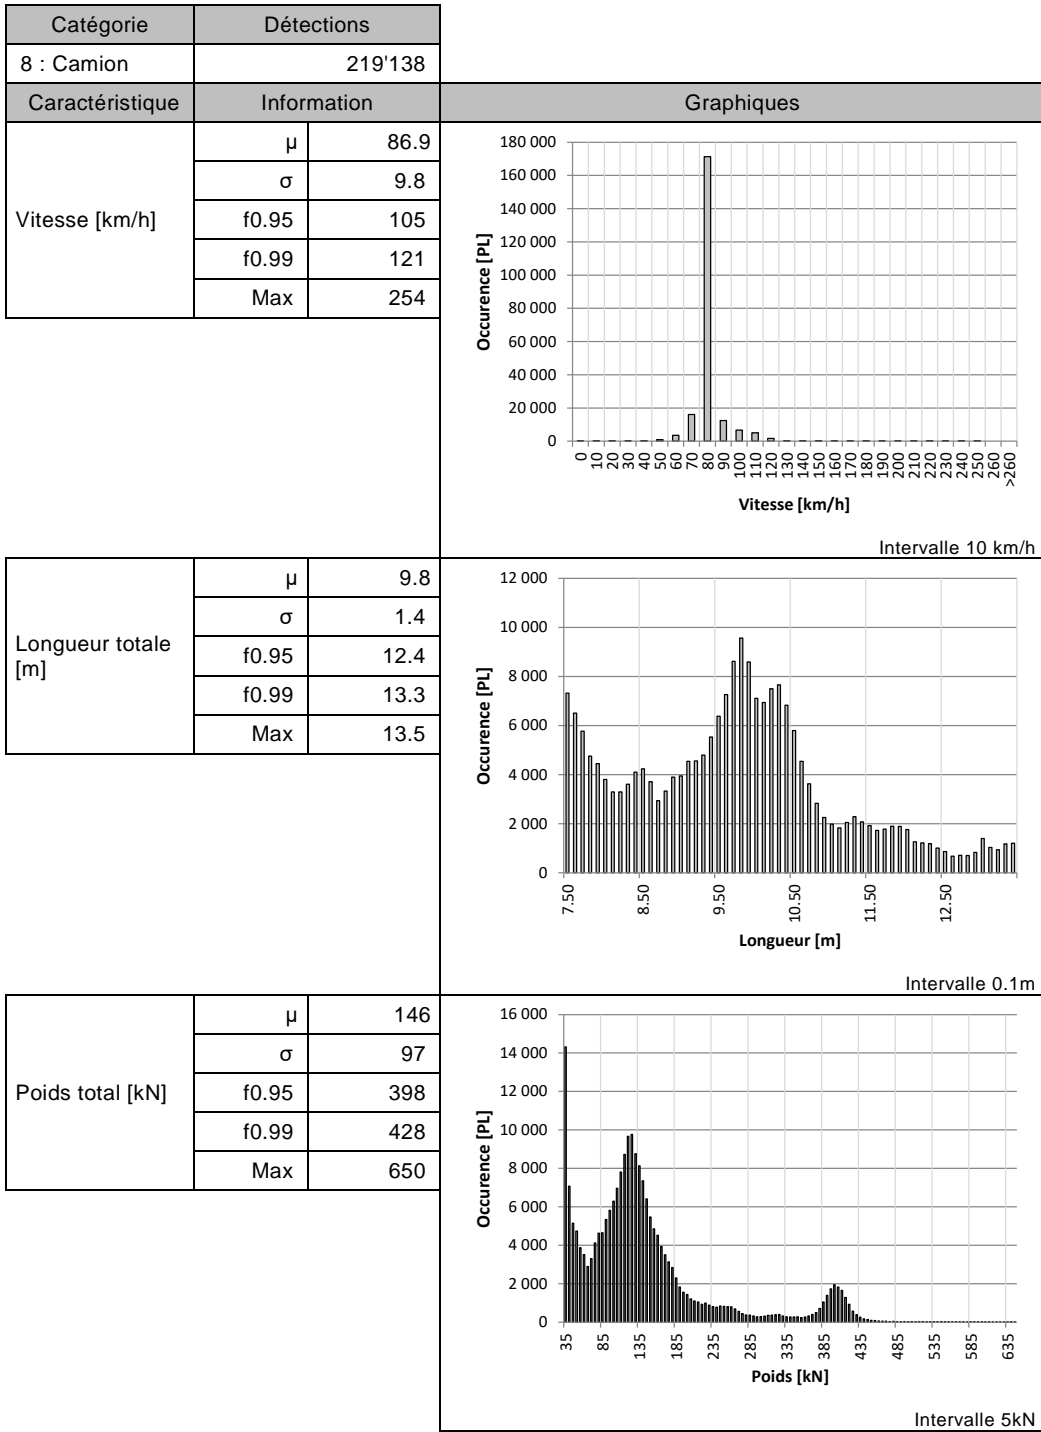 Catégorie Détections
8 : Camion 219'138
Caractéristique Information Graphiques
Vitesse [km/h]
µ 86.9
σ 9.8
f0.95 105
f0.99 121
Max 254
180 000
160 000
140 000
120 000
100 000
80 000
60 000
40 000
20 000
0
Occurence [PL]
0 10 20 30 40 50 60 70 80 90 100 110 120 130 140 150 160 170 180 190 200 210 220 230 240 250 260 >260
Vitesse [km/h]
Intervalle 10 km/h
Longueur totale
[m]
µ 9.8
σ 1.4
f0.95 12.4
f0.99 13.3
Max 13.5
12 000
10 000
8 000
6 000
4 000
2 000
0
Occurence [PL]
7.50 8.50 9.50 10.50 11.50 12.50
Longueur [m]
Intervalle 0.1m
Poids total [kN]
µ 146
σ 97
f0.95 398
f0.99 428
Max 650
16 000
14 000
12 000
10 000
8 000
6 000
4 000
2 000
0
Occurence [PL]
35 85 135 185 235 285 335 385 435 485 535 585 635
Poids [kN]
Intervalle 5kN